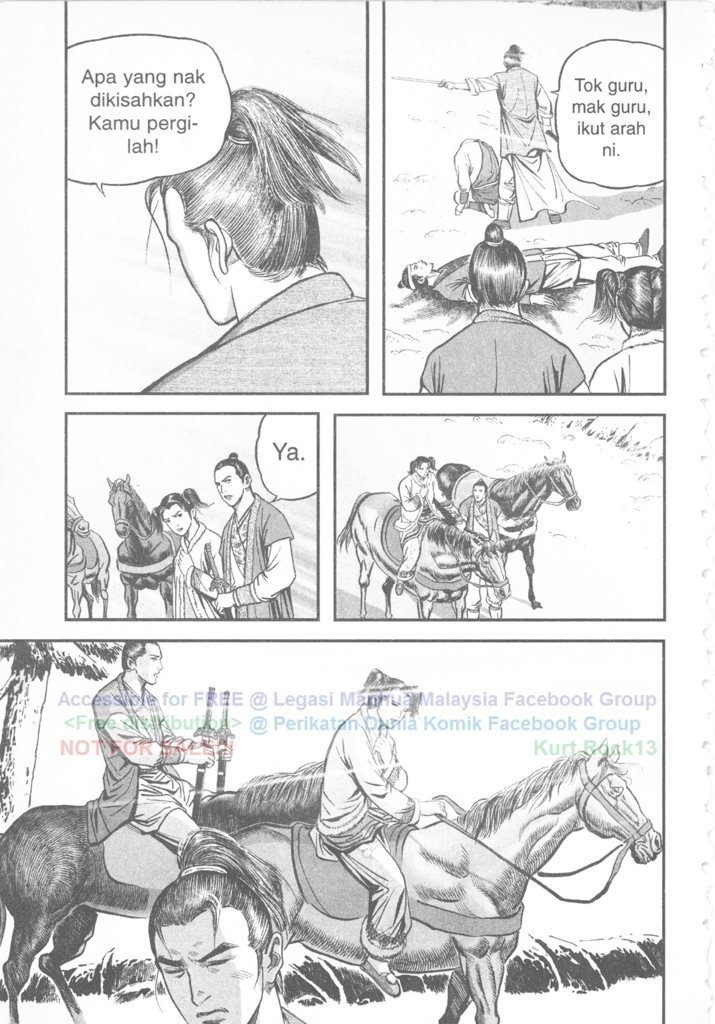 Apa yang nak
dikisahkan?
Kamu pergi-
lah!
Tok guru,
mak guru,
ikut arah
ni.
Ya.
Accessible for FREE @ Legasi Manhua Malaysia Facebook Group
<Free distribution> @ Perikatan Dunia Komik Facebook Group
NOT FOR SALE!!!
Kurt Rock13